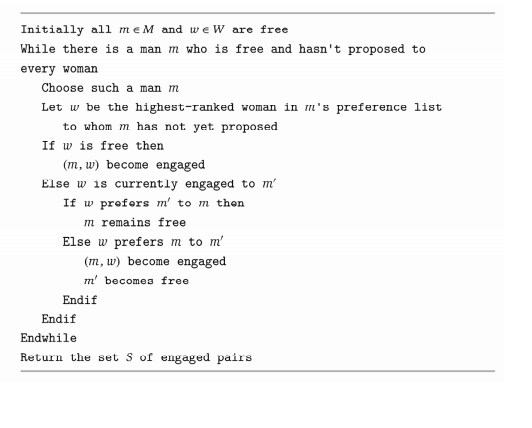 Initially all m ∈ M and w ∈ W are free
While there is a man m who is free and hasn't proposed to
every woman
Choose such a man m
Let w be the highest-ranked woman in m's preference list
to whom m has not yet proposed
If w is free then
(m, w) become engaged
Else w is currently engaged to m′
If w prefers m′ to m then
m remains free
Else w prefers m to m′
(m, w) become engaged
m′ becomes free
Endif
Endif
Endwhile
Return the set S of engaged pairs